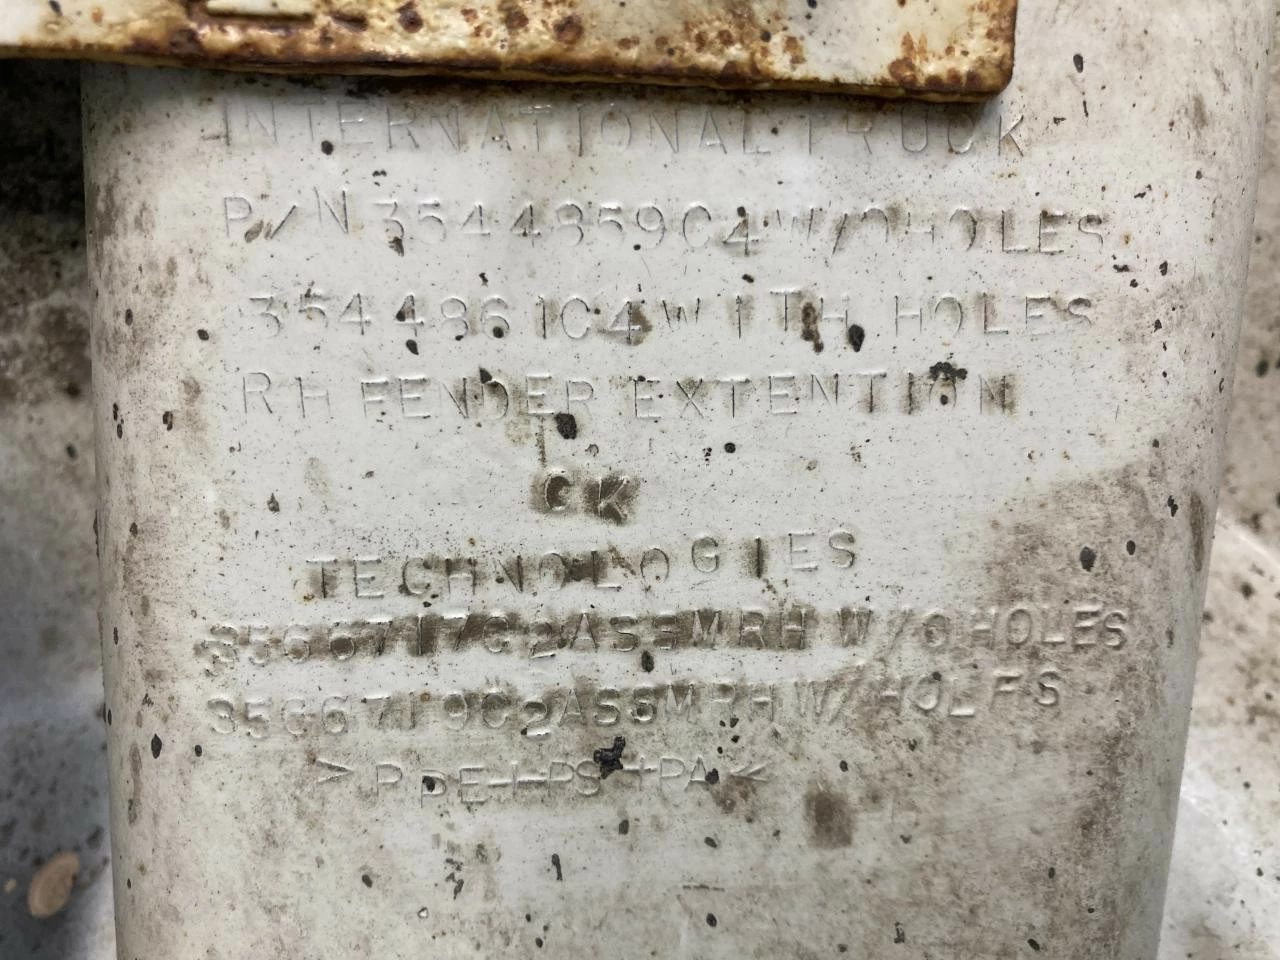 INTERNATIONAL TRUCK
P/N 3544859C4 W/O HOLES
3544861C4 WITH HOLES
RH FENDER EXTENTION
CK
TECHNOLOGIES
3566717C2 ASSM RH W/O HOLES
3566719C2 ASSM RH W/HOLES
>PPE+PS+PA<